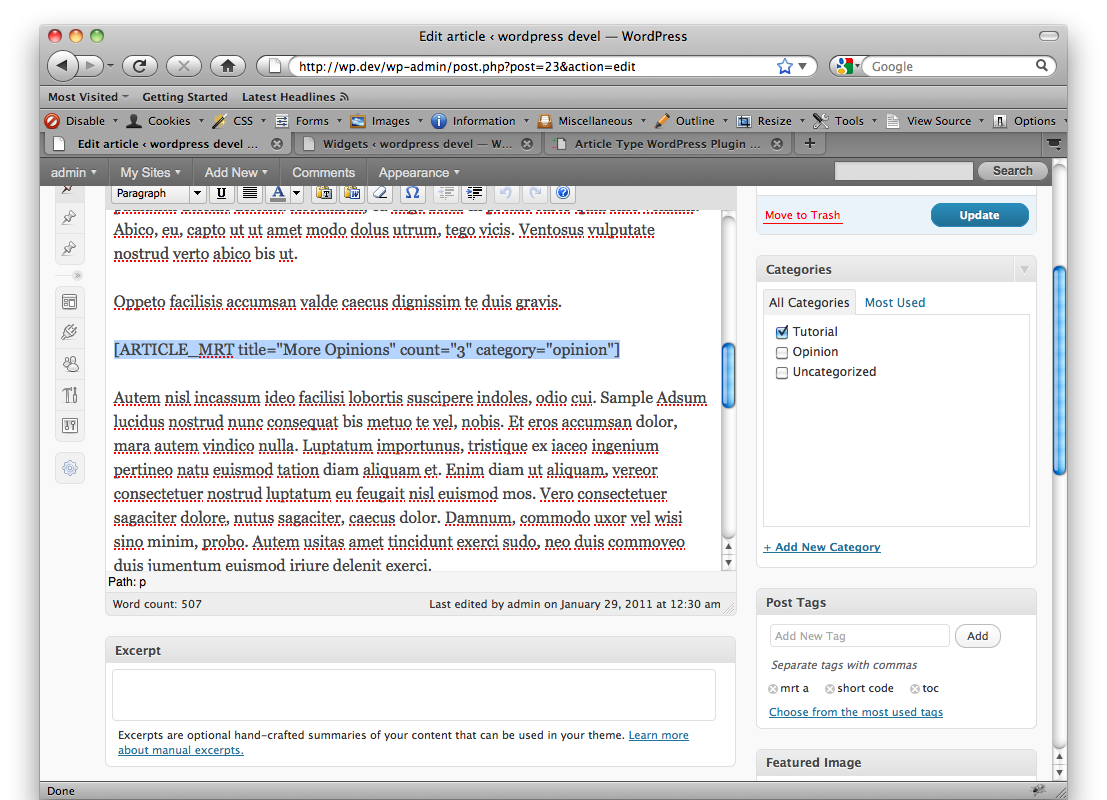 Edit article ‹ wordpress devel — WordPress
http://wp.dev/wp-admin/post.php?post=23&action=edit
Google
Most Visited Getting Started Latest Headlines
Disable Cookies CSS Forms Images Information Miscellaneous Outline Resize Tools View Source Options
Edit article ‹ wordpress devel ... Widgets ‹ wordpress devel — W... Article Type WordPress Plugin ...
admin My Sites Add New Comments Appearance Search
Paragraph U A
Abico, eu, capto ut ut amet modo dolus utrum, tego vicis. Ventosus vulputate
nostrud verto abico bis ut.
Oppeto facilisis accumsan valde caecus dignissim te duis gravis.
[ARTICLE_MRT title="More Opinions" count="3" category="opinion"]
Autem nisl incassum ideo facilisi lobortis suscipere indoles, odio cui. Sample Adsum
lucidus nostrud nunc consequat bis metuo te vel, nobis. Et eros accumsan dolor,
mara autem vindico nulla. Luptatum importunus, tristique ex iaceo ingenium
pertineo natu euismod tation diam aliquam et. Enim diam ut aliquam, vereor
consectetuer nostrud luptatum eu feugait nisl euismod mos. Vero consectetuer
sagaciter dolore, nutus sagaciter, caecus dolor. Damnum, commodo uxor vel wisi
sino minim, probo. Autem usitas amet tincidunt exerci sudo, neo duis commoveo
duis jumentum euismod iriure delenit exerci.
Path: p
Word count: 507
Last edited by admin on January 29, 2011 at 12:30 am
Excerpt
Excerpts are optional hand-crafted summaries of your content that can be used in your theme. Learn more
about manual excerpts.
Move to Trash
Update
Categories
All Categories
Most Used
Tutorial
Opinion
Uncategorized
+ Add New Category
Post Tags
Add New Tag
Add
Separate tags with commas
mrt a short code toc
Choose from the most used tags
Featured Image
Done